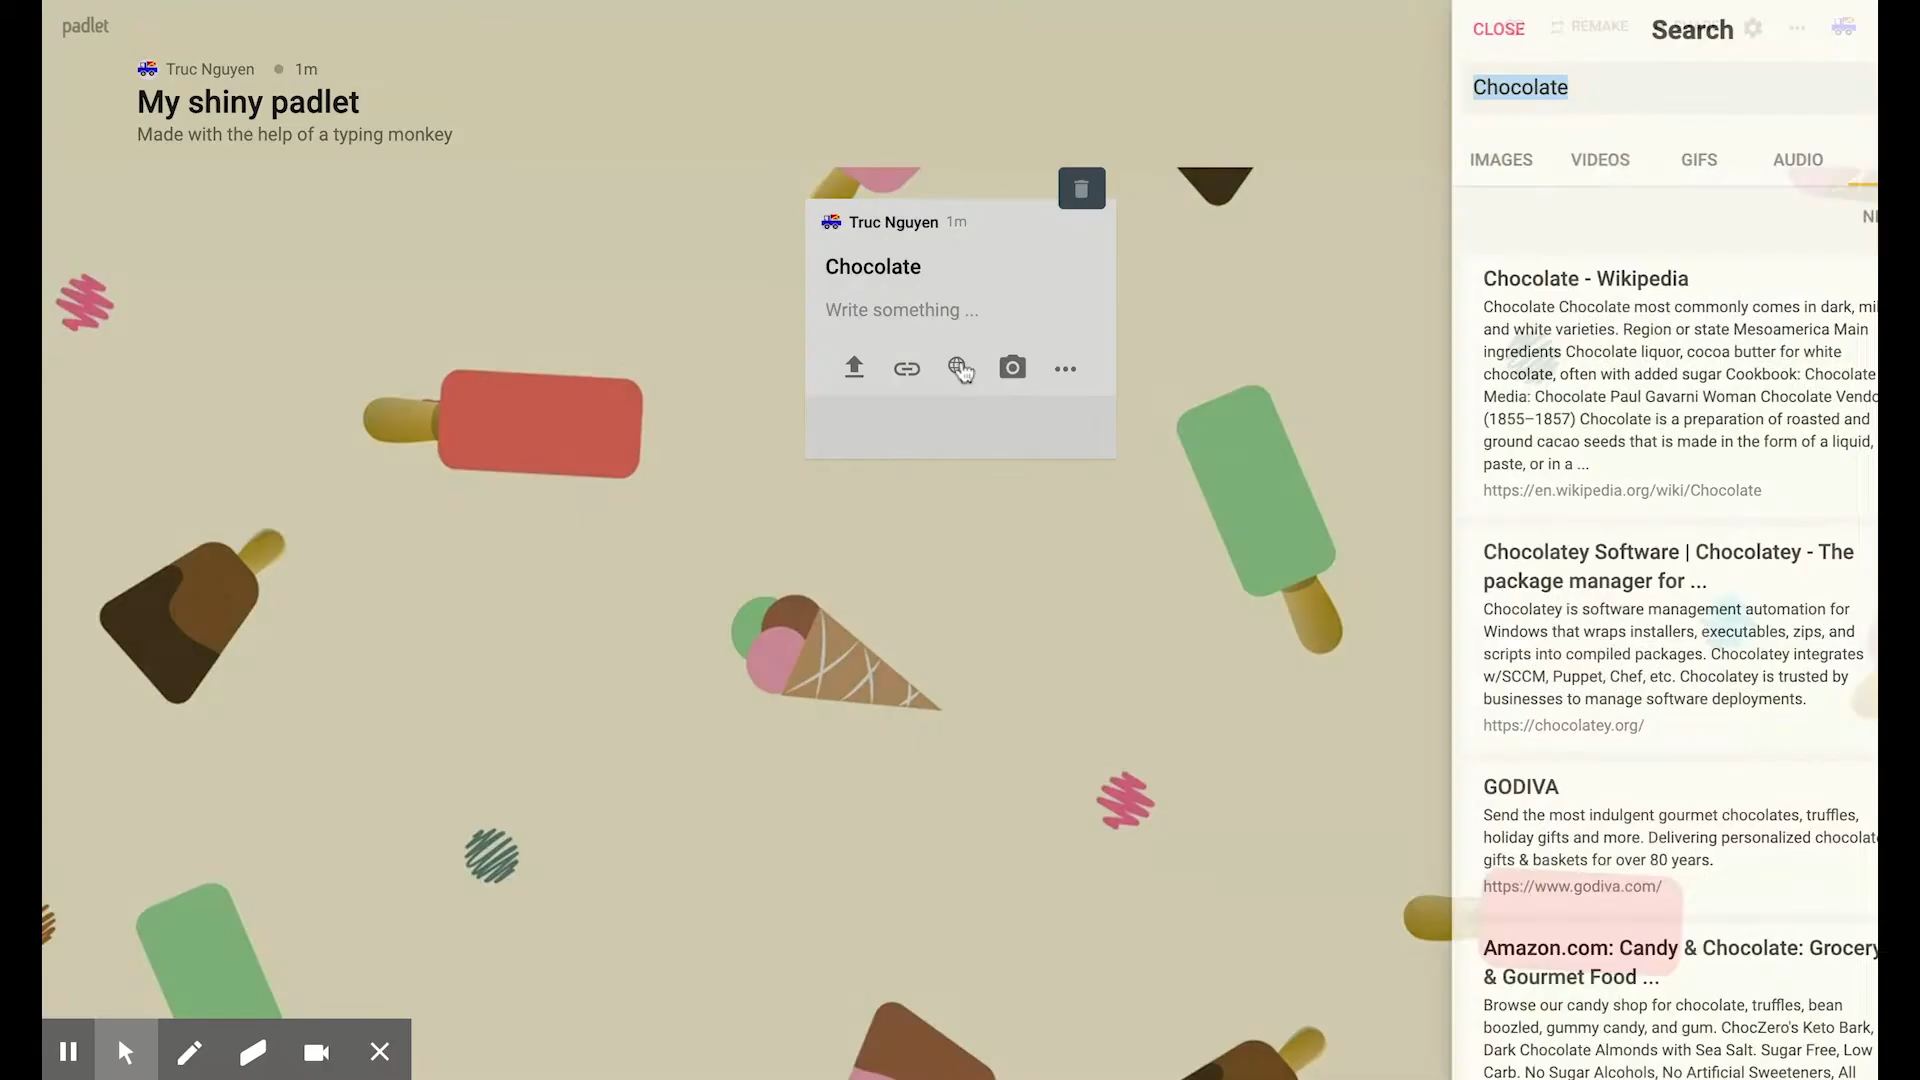 padlet
Truc Nguyen 1m
My shiny padlet
Made with the help of a typing monkey
Truc Nguyen 1m
Chocolate
Write something ...
CLOSE
REMAKE
Search
Chocolate
IMAGES VIDEOS GIFS AUDIO
Chocolate - Wikipedia
Chocolate Chocolate most commonly comes in dark,
and white varieties. Region or state Mesoamerica Main
ingredients Chocolate liquor, cocoa butter for white
chocolate, often with added sugar Cookbook: Chocolate
Media: Chocolate Paul Gavarni Woman Chocolate
(1855–1857) Chocolate is a preparation of roasted and
ground cacao seeds that is made in the form of a liquid,
paste, or in a ...
https://en.wikipedia.org/wiki/Chocolate
Chocolatey Software | Chocolatey - The
package manager for ...
Chocolatey is software management automation for
Windows that wraps installers, executables, zips, and
scripts into compiled packages. Chocolatey integrates
w/SCCM, Puppet, Chef, etc. Chocolatey is trusted by
businesses to manage software deployments.
https://chocolatey.org/
GODIVA
Send the most indulgent gourmet chocolates, truffles,
holiday gifts and more. Delivering personalized
gifts & baskets for over 80 years.
https://www.godiva.com/
Amazon.com: Candy & Chocolate: Grocery
& Gourmet Food ...
Browse our candy shop for chocolate, truffles, bean
boozled, gummy candy, and gum. ChocZero's Keto Bark,
Dark Chocolate Almonds with Sea Salt. Sugar Free, Low
Carb. No Sugar Alcohols, No Artificial Sweeteners, All